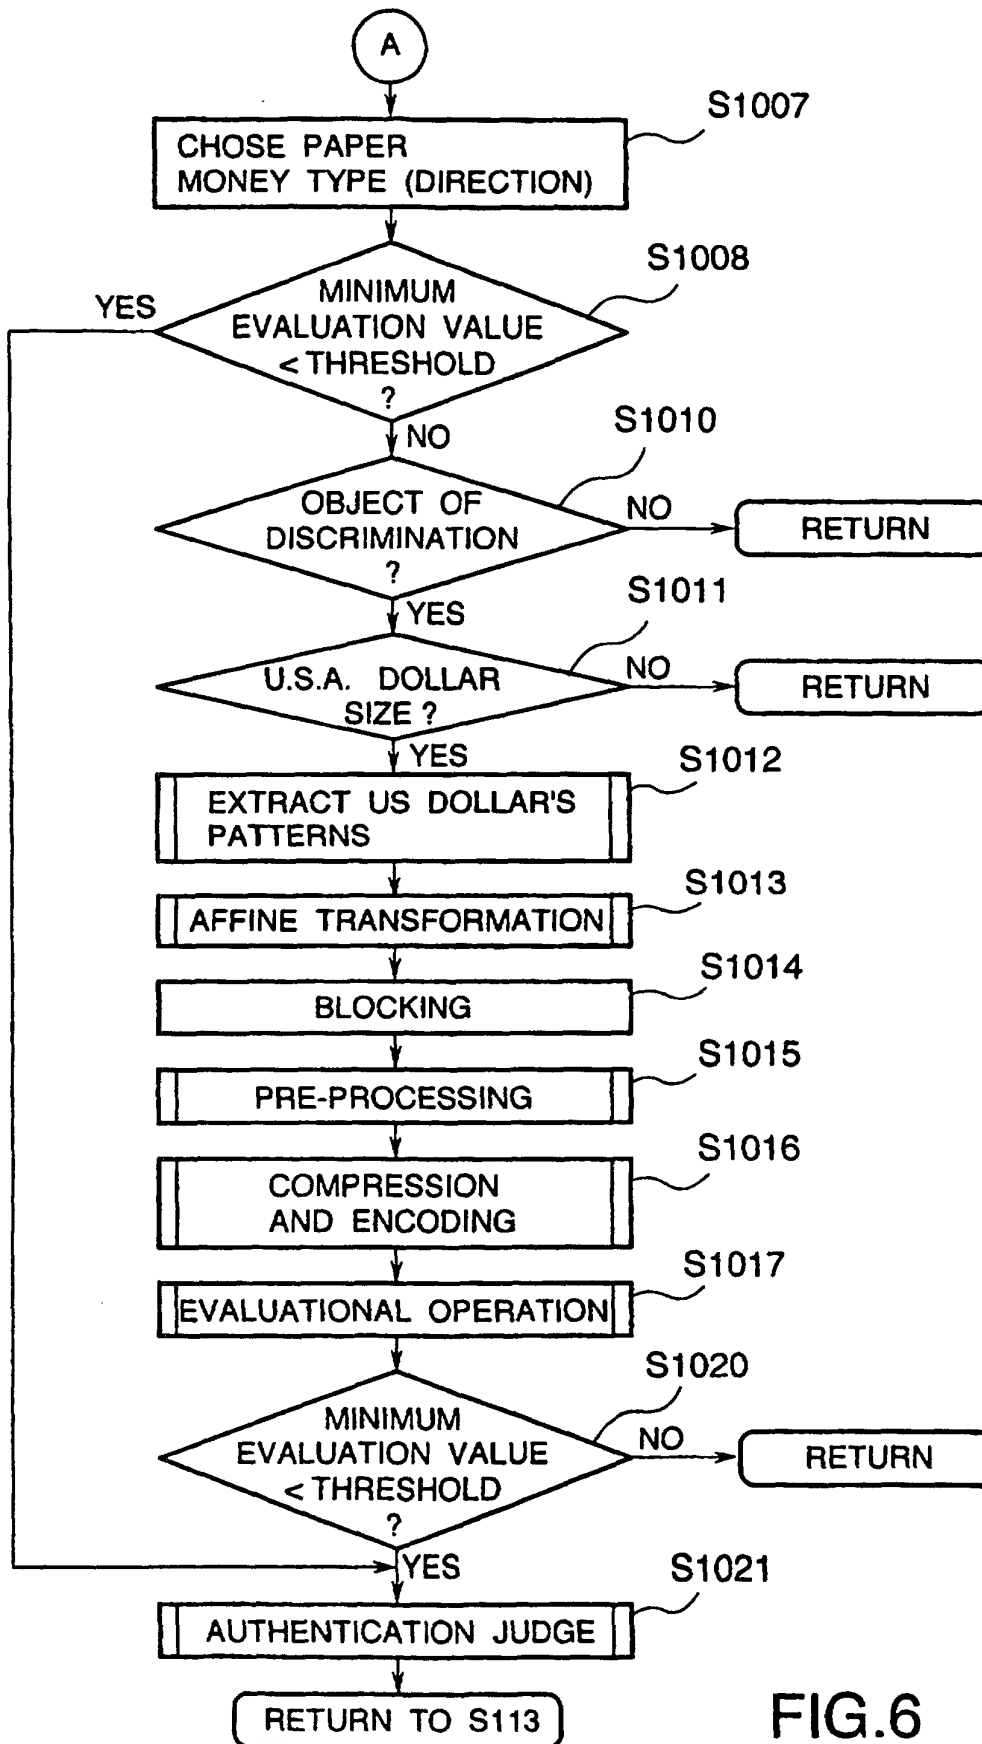 A
S1007
CHOSE PAPER
MONEY TYPE (DIRECTION)
S1008
YES
MINIMUM
EVALUATION VALUE
< THRESHOLD
?
NO
S1010
OBJECT OF
DISCRIMINATION
?
NO
RETURN
YES
S1011
U.S.A. DOLLAR
SIZE ?
NO
RETURN
YES
S1012
EXTRACT US DOLLAR'S
PATTERNS
S1013
AFFINE TRANSFORMATION
S1014
BLOCKING
S1015
PRE-PROCESSING
S1016
COMPRESSION
AND ENCODING
S1017
EVALUATIONAL OPERATION
S1020
MINIMUM
EVALUATION VALUE
< THRESHOLD
?
NO
RETURN
YES
S1021
AUTHENTICATION JUDGE
RETURN TO S113
FIG.6